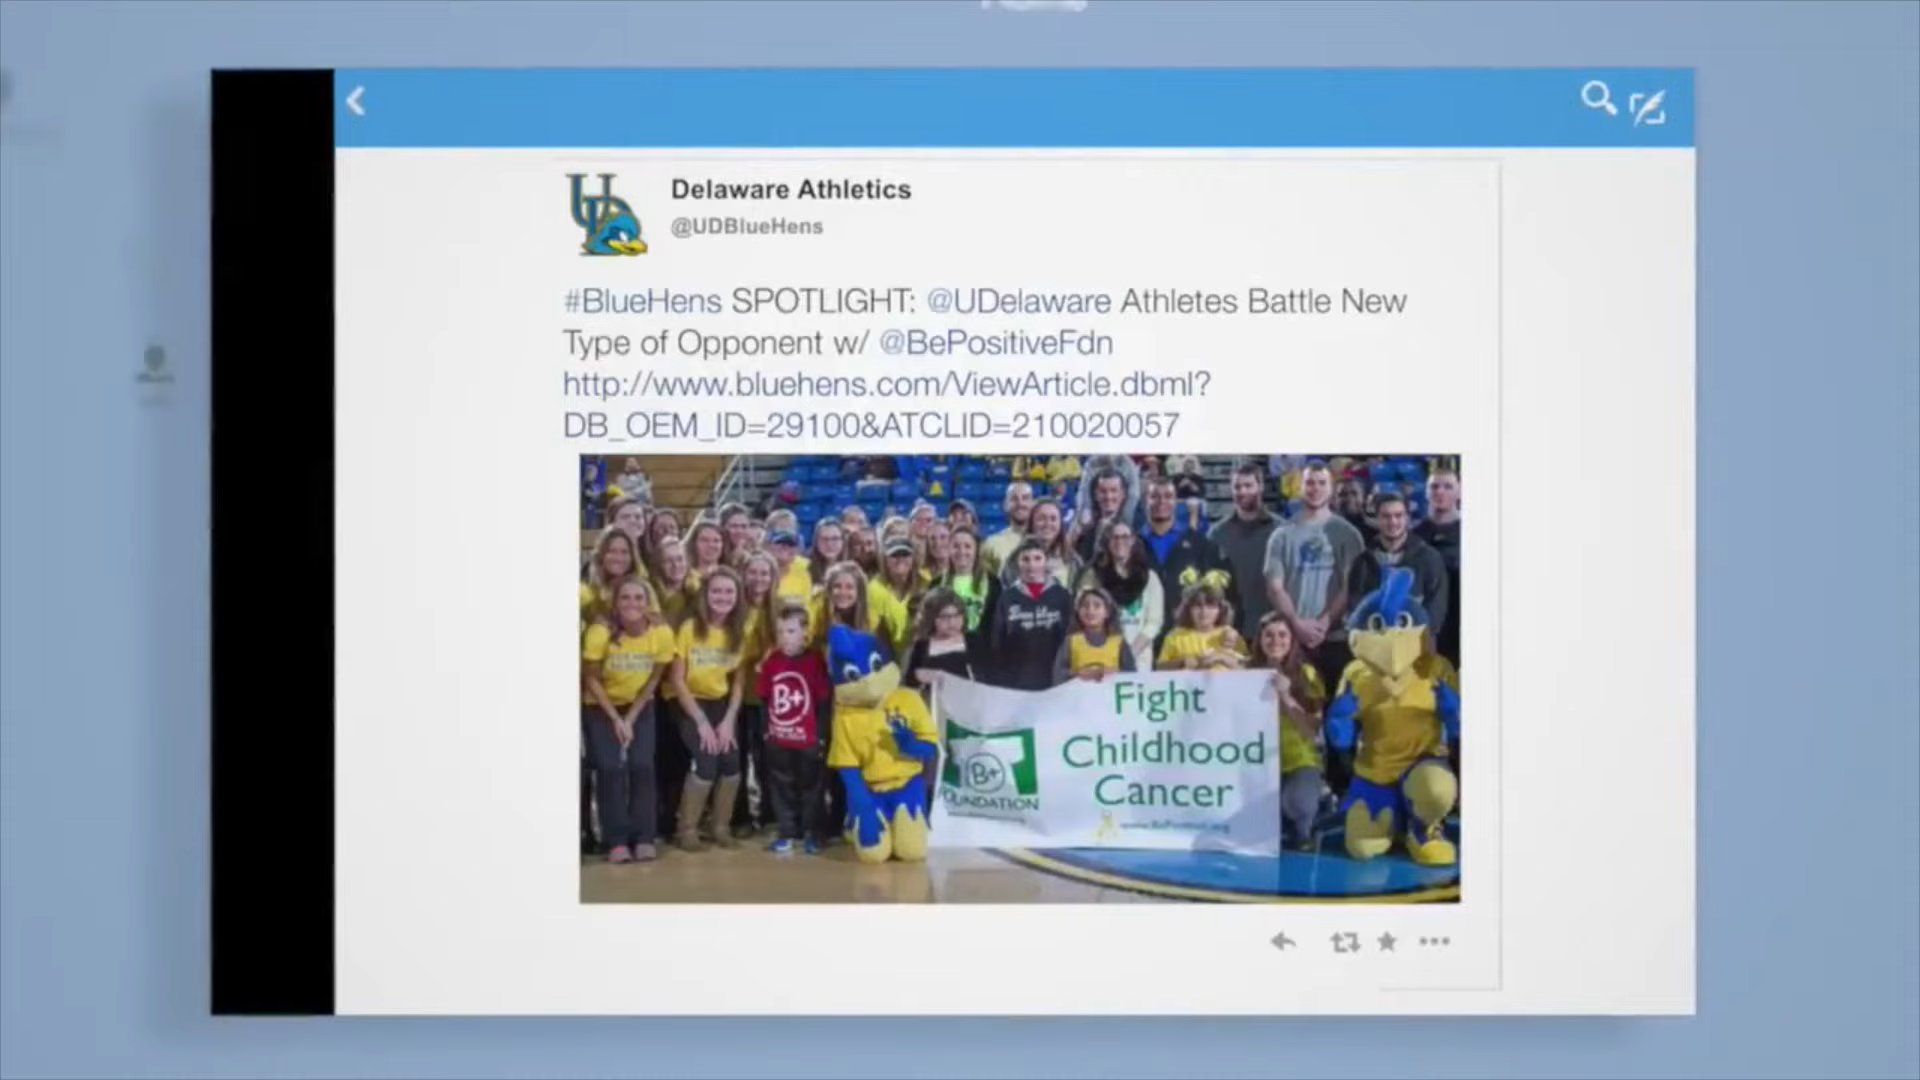 Delaware Athletics
@UDBlueHens
#BlueHens SPOTLIGHT: @UDelaware Athletes Battle New
Type of Opponent w/ @BePositiveFdn
http://www.bluehens.com/ViewArticle.dbml?
DB_OEM_ID=29100&ATCLID=210020057
UD
B+
B+
FOUNDATION
Fight
Childhood
Cancer